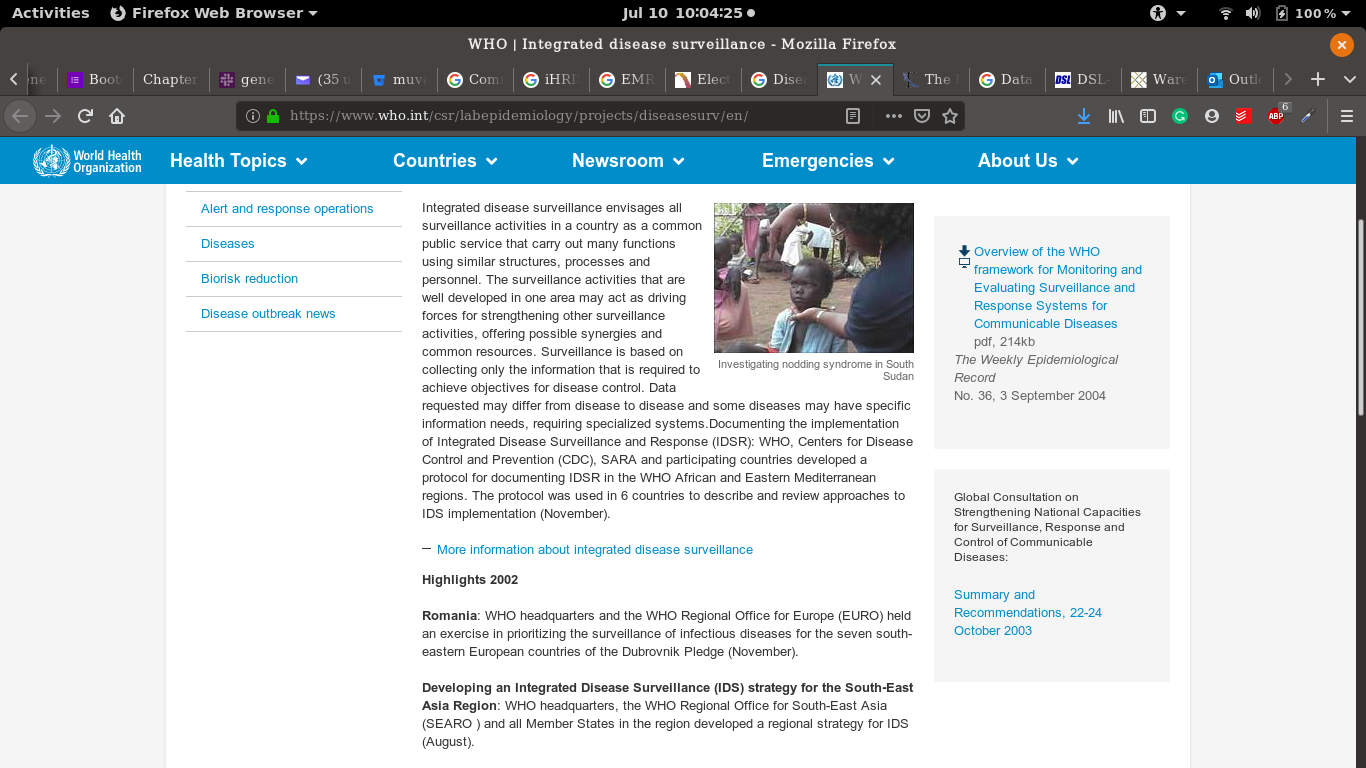 Activities Firefox Web Browser Jul 10 10:04:25 100 %
WHO | Integrated disease surveillance - Mozilla Firefox
Boot Chapter gene (35 u muv Com iHRI EMR Elect Dise W The Data DSL- Ware Outl
https://www.who.int/csr/labepidemiology/projects/diseasesurv/en/ ABP 6
World Health
Organization
Health Topics Countries Newsroom Emergencies About Us
Alert and response operations
Diseases
Biorisk reduction
Disease outbreak news
Integrated disease surveillance envisages all
surveillance activities in a country as a common
public service that carry out many functions
using similar structures, processes and
personnel. The surveillance activities that are
well developed in one area may act as driving
forces for strengthening other surveillance
activities, offering possible synergies and
common resources. Surveillance is based on
collecting only the information that is required to
achieve objectives for disease control. Data
requested may differ from disease to disease and some diseases may have specific
information needs, requiring specialized systems.Documenting the implementation
of Integrated Disease Surveillance and Response (IDSR): WHO, Centers for Disease
Control and Prevention (CDC), SARA and participating countries developed a
protocol for documenting IDSR in the WHO African and Eastern Mediterranean
regions. The protocol was used in 6 countries to describe and review approaches to
IDS implementation (November).
Investigating nodding syndrome in South
Sudan
— More information about integrated disease surveillance
Highlights 2002
Romania: WHO headquarters and the WHO Regional Office for Europe (EURO) held
an exercise in prioritizing the surveillance of infectious diseases for the seven south-
eastern European countries of the Dubrovnik Pledge (November).
Developing an Integrated Disease Surveillance (IDS) strategy for the South-East
Asia Region: WHO headquarters, the WHO Regional Office for South-East Asia
(SEARO ) and all Member States in the region developed a regional strategy for IDS
(August).
Overview of the WHO
framework for Monitoring and
Evaluating Surveillance and
Response Systems for
Communicable Diseases
pdf, 214kb
The Weekly Epidemiological
Record
No. 36, 3 September 2004
Global Consultation on
Strengthening National Capacities
for Surveillance, Response and
Control of Communicable
Diseases:
Summary and
Recommendations, 22-24
October 2003